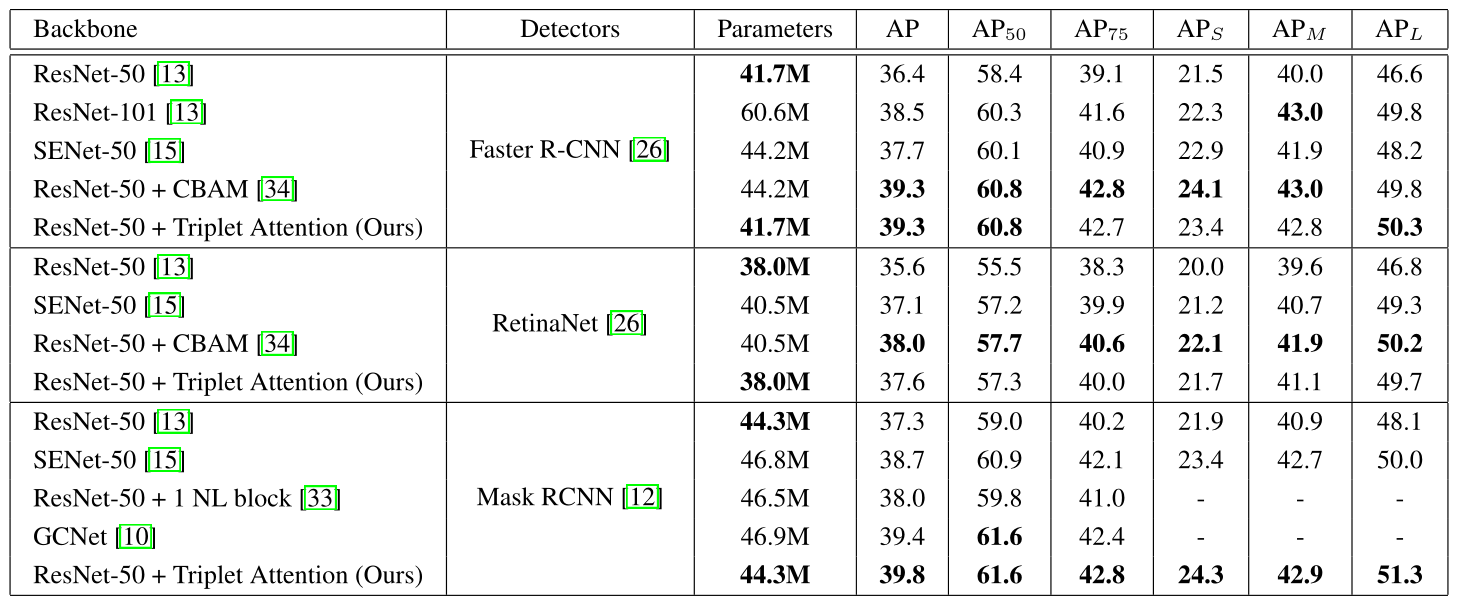 Backbone Detectors Parameters AP AP50 AP75 APS APM APL
ResNet-50 [13] 41.7M 36.4 58.4 39.1 21.5 40.0 46.6
ResNet-101 [13] 60.6M 38.5 60.3 41.6 22.3 43.0 49.8
SENet-50 [15] Faster R-CNN [26] 44.2M 37.7 60.1 40.9 22.9 41.9 48.2
ResNet-50 + CBAM [34] 44.2M 39.3 60.8 42.8 24.1 43.0 49.8
ResNet-50 + Triplet Attention (Ours) 41.7M 39.3 60.8 42.7 23.4 42.8 50.3
ResNet-50 [13] 38.0M 35.6 55.5 38.3 20.0 39.6 46.8
SENet-50 [15] RetinaNet [26] 40.5M 37.1 57.2 39.9 21.2 40.7 49.3
ResNet-50 + CBAM [34] 40.5M 38.0 57.7 40.6 22.1 41.9 50.2
ResNet-50 + Triplet Attention (Ours) 38.0M 37.6 57.3 40.0 21.7 41.1 49.7
ResNet-50 [13] 44.3M 37.3 59.0 40.2 21.9 40.9 48.1
SENet-50 [15] 46.8M 38.7 60.9 42.1 23.4 42.7 50.0
ResNet-50 + 1 NL block [33] Mask RCNN [12] 46.5M 38.0 59.8 41.0 - - -
GCNet [10] 46.9M 39.4 61.6 42.4 - - -
ResNet-50 + Triplet Attention (Ours) 44.3M 39.8 61.6 42.8 24.3 42.9 51.3